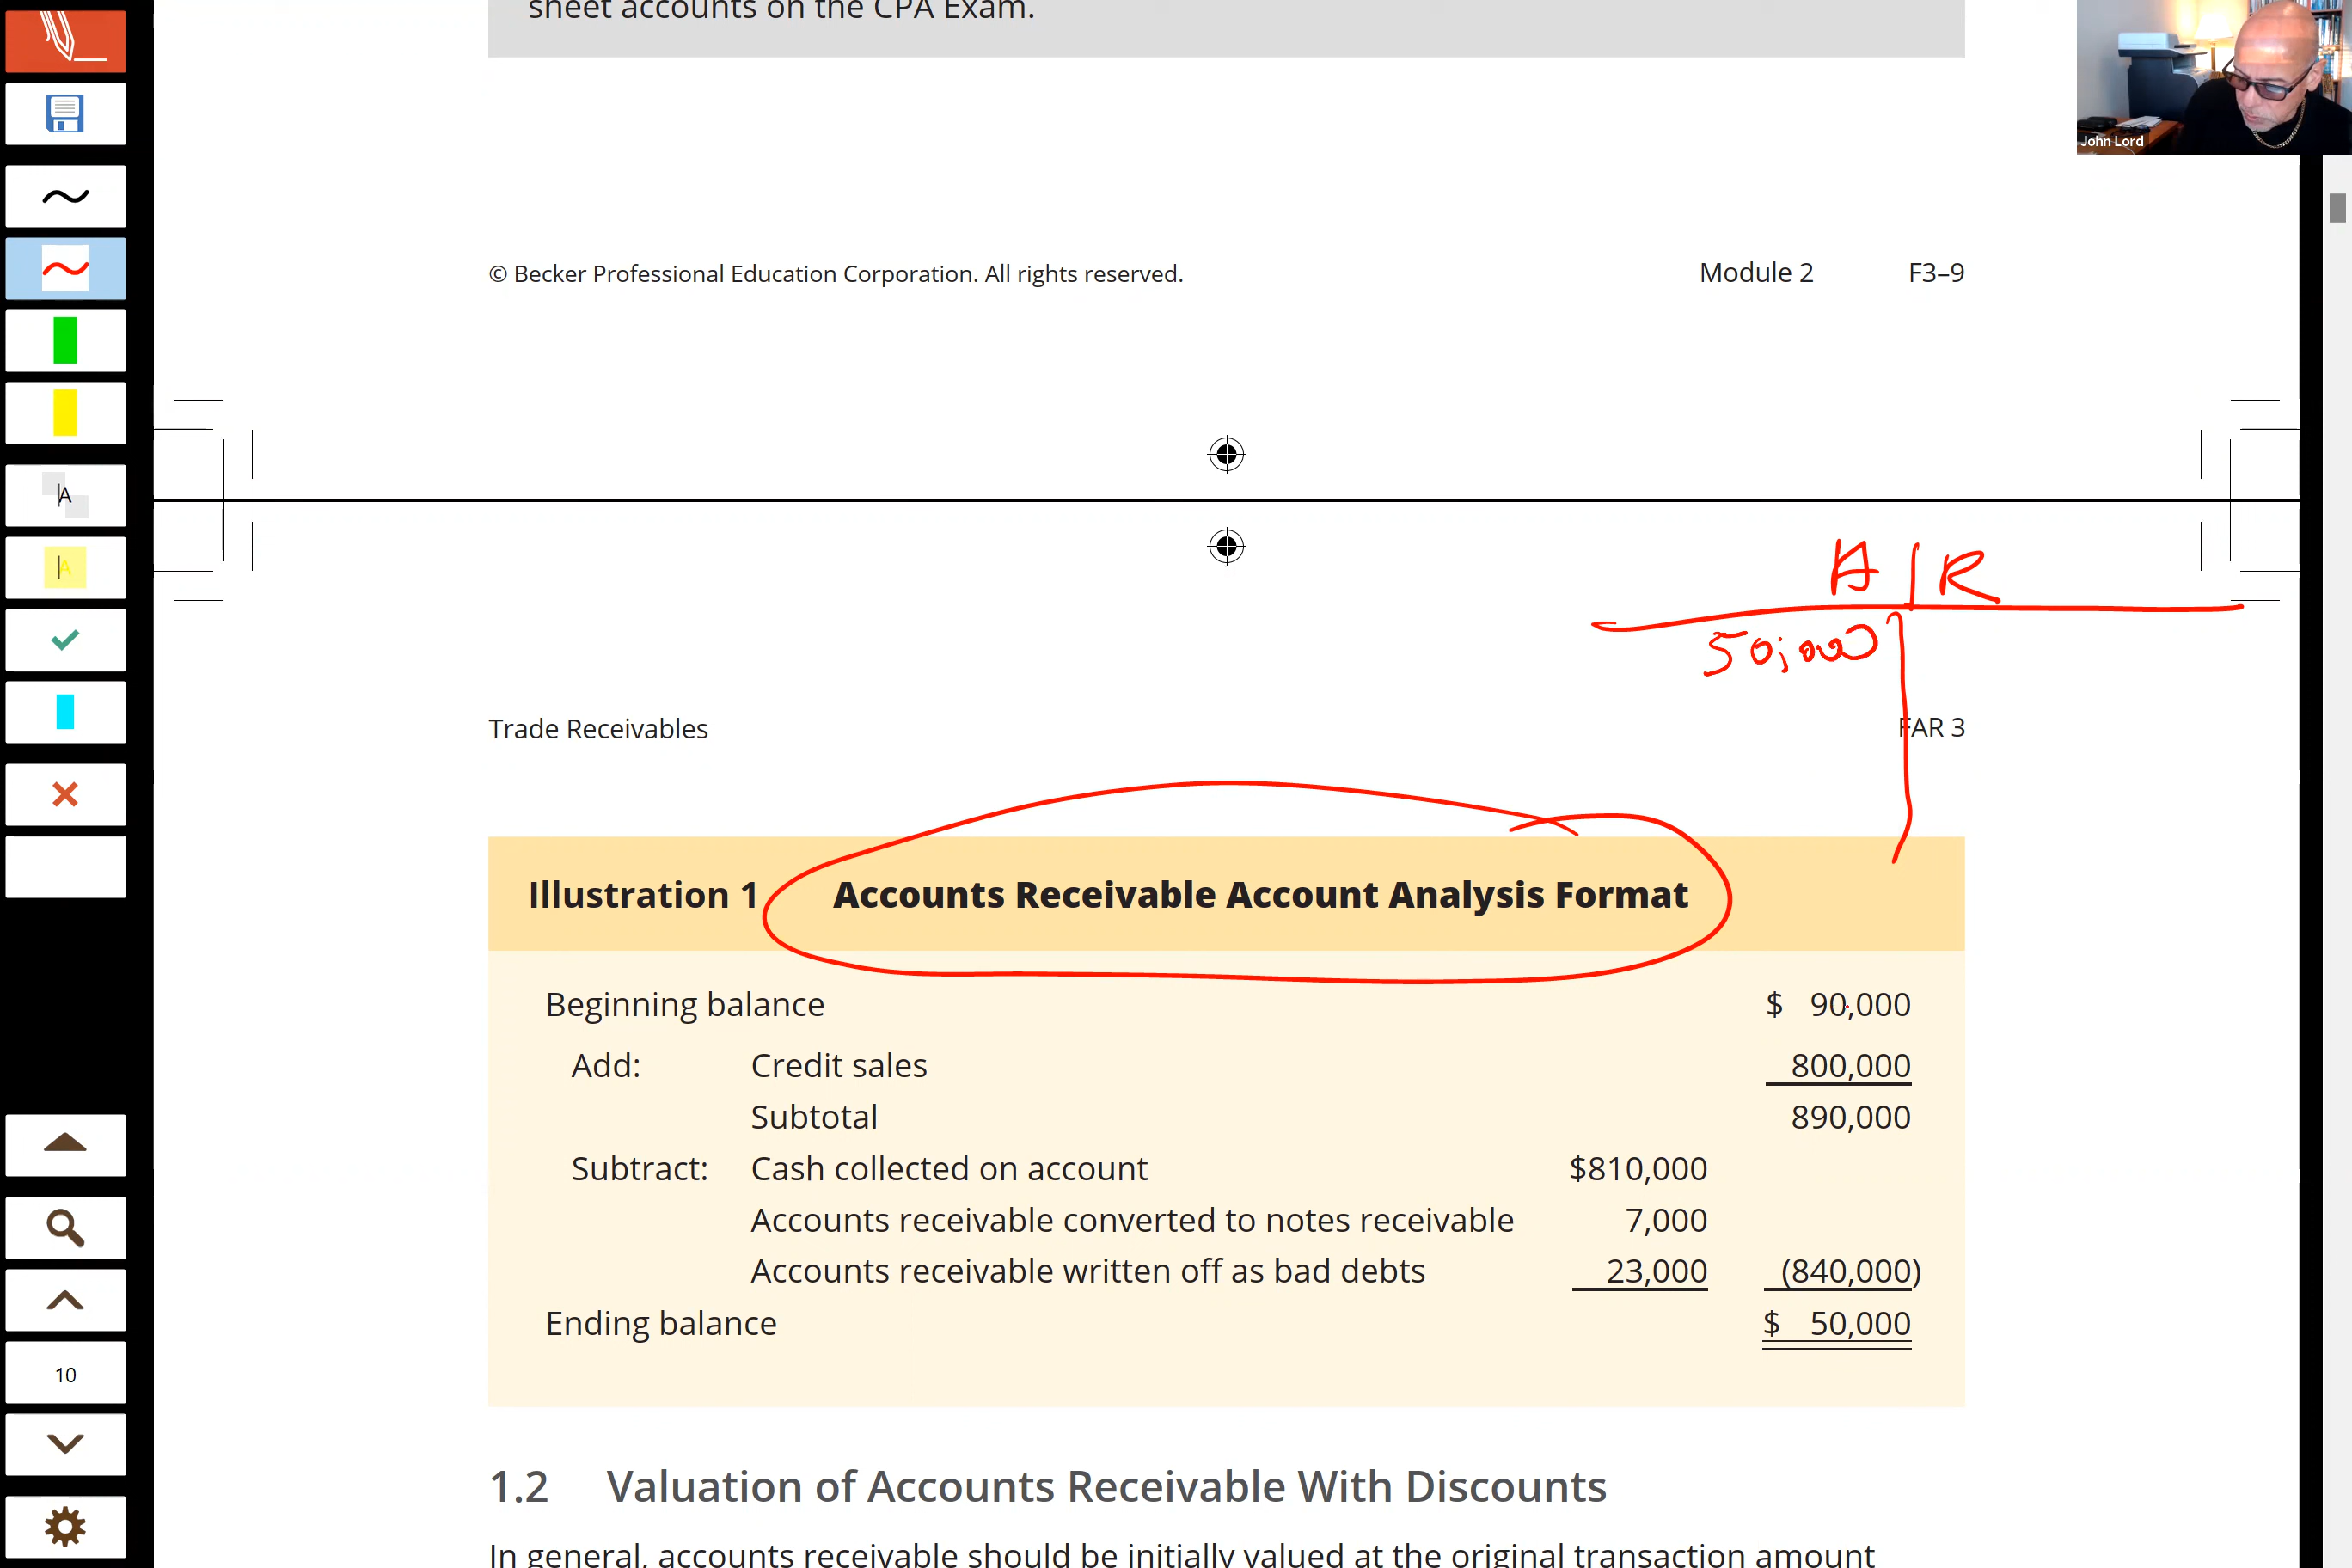 sheet accounts on the CPA Exam.
John Lord
© Becker Professional Education Corporation. All rights reserved. Module 2 F3–9
A
A
A | R
50,000
Trade Receivables FAR 3
Illustration 1 Accounts Receivable Account Analysis Format
Beginning balance $ 90,000
Add: Credit sales 800,000
Subtotal 890,000
Subtract: Cash collected on account $810,000
Accounts receivable converted to notes receivable 7,000
Accounts receivable written off as bad debts 23,000 (840,000)
Ending balance $ 50,000
10
1.2 Valuation of Accounts Receivable With Discounts
In general, accounts receivable should be initially valued at the original transaction amount